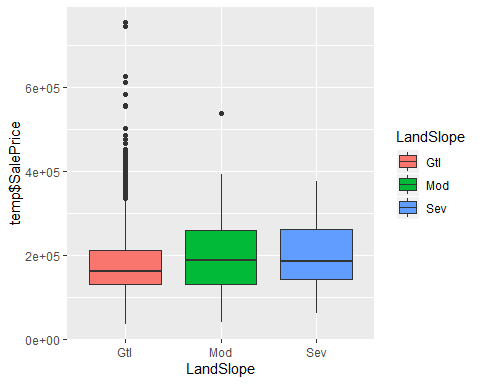 temp$SalePrice
6e+05
4e+05
2e+05
0e+00
Gtl Mod Sev
LandSlope
LandSlope
Gtl
Mod
Sev